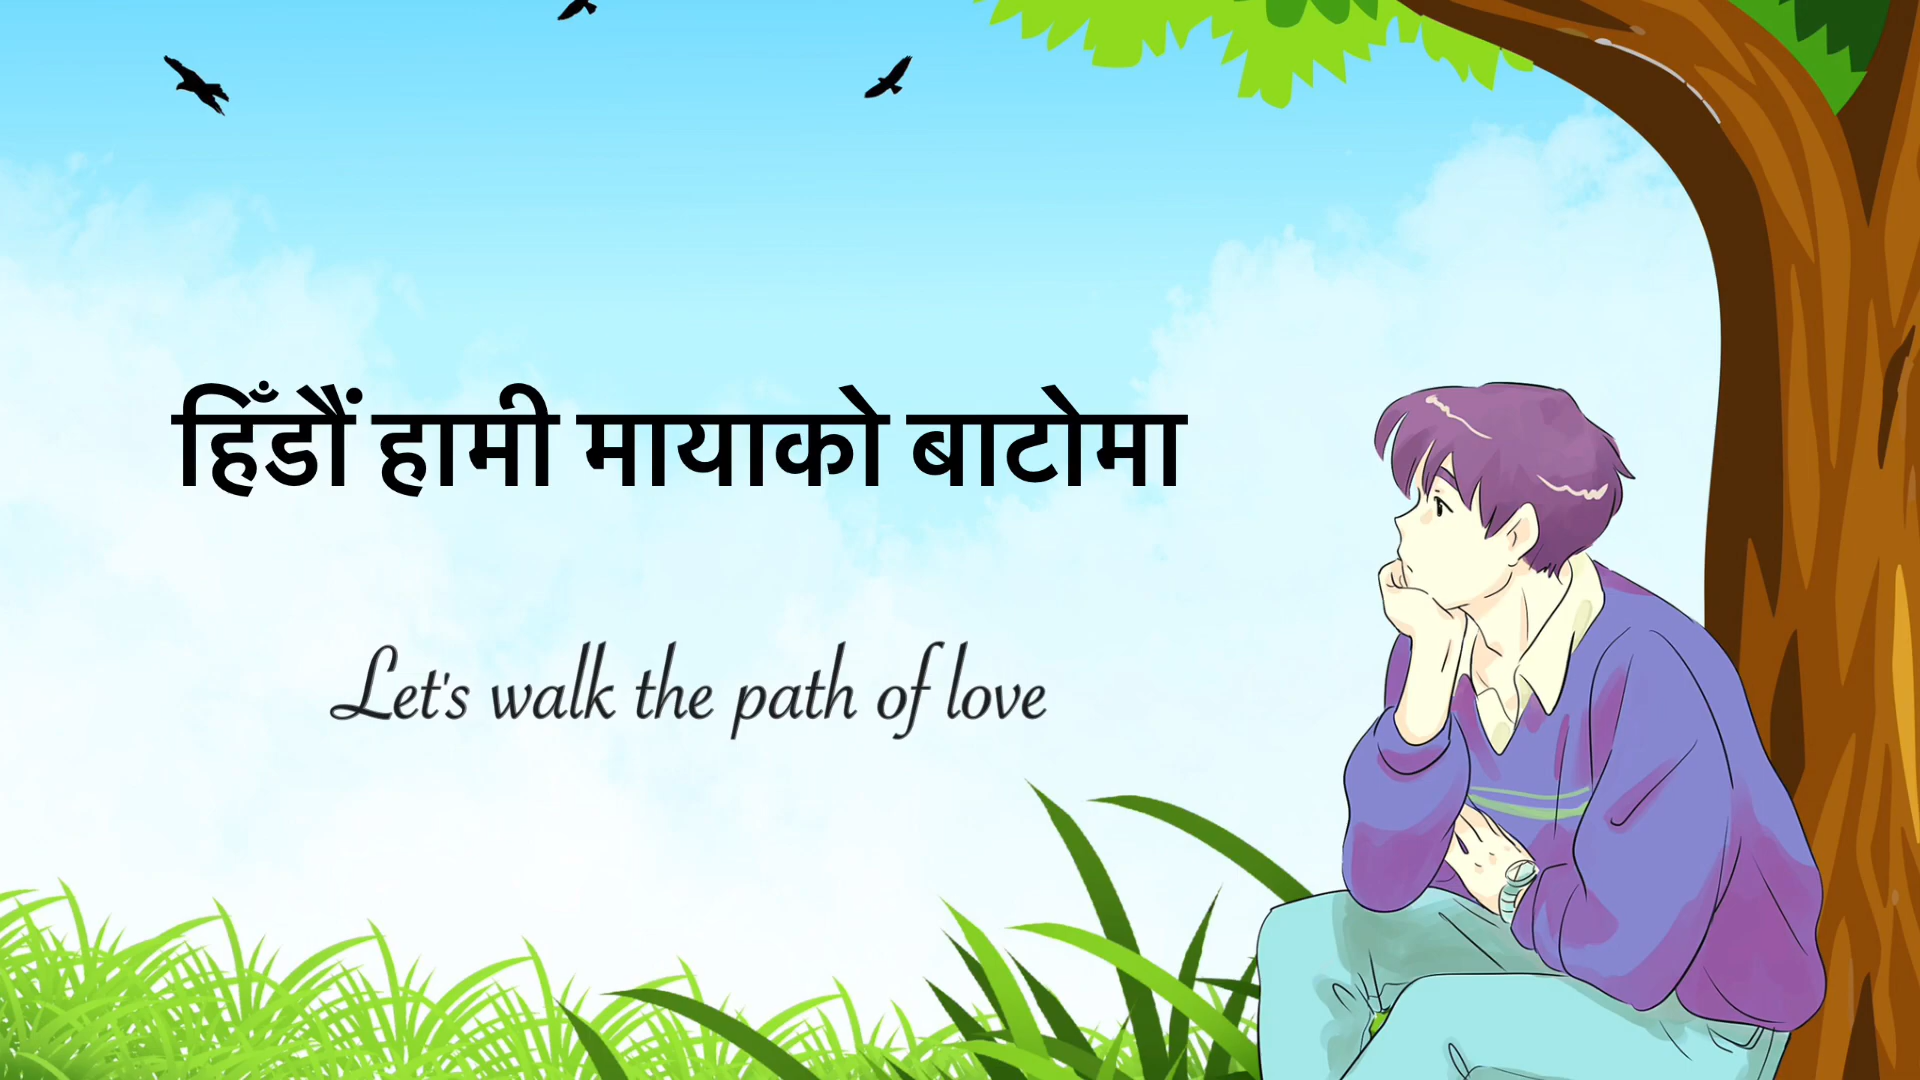 हिँडौं हामी मायाको बाटोमा
Let's walk the path of love